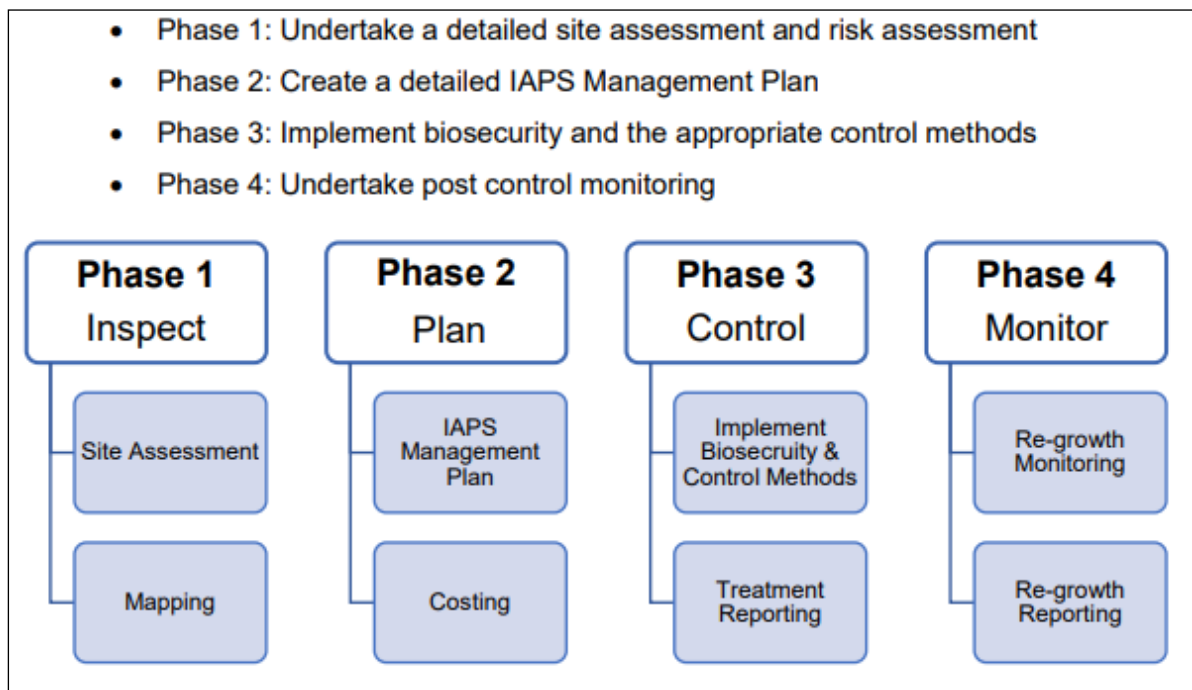 • Phase 1: Undertake a detailed site assessment and risk assessment
• Phase 2: Create a detailed IAPS Management Plan
• Phase 3: Implement biosecurity and the appropriate control methods
• Phase 4: Undertake post control monitoring
Phase 1
Inspect
Site Assessment
Mapping
Phase 2
Plan
IAPS
Management
Plan
Costing
Phase 3
Control
Implement
Biosecruity &
Control Methods
Treatment
Reporting
Phase 4
Monitor
Re-growth
Monitoring
Re-growth
Reporting